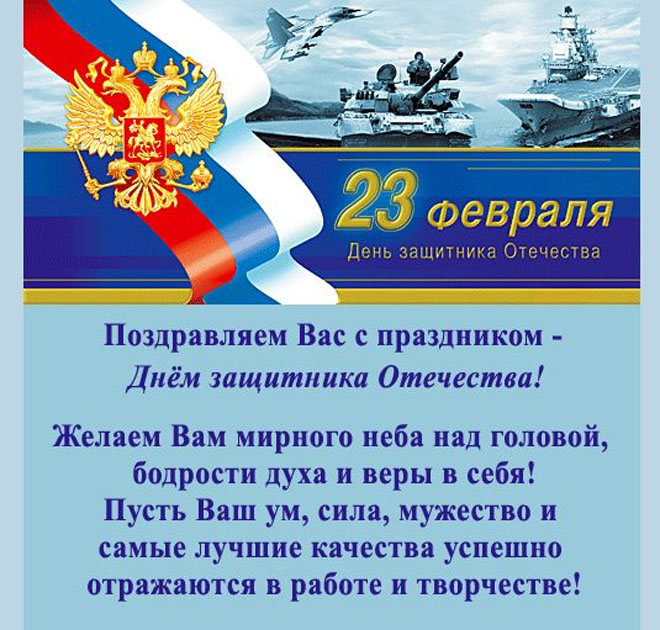 23 февраля
День защитника Отечества
Поздравляем Вас с праздником -
Днём защитника Отечества!
Желаем Вам мирного неба над головой,
бодрости духа и веры в себя!
Пусть Ваш ум, сила, мужество и
самые лучшие качества успешно
отражаются в работе и творчестве!